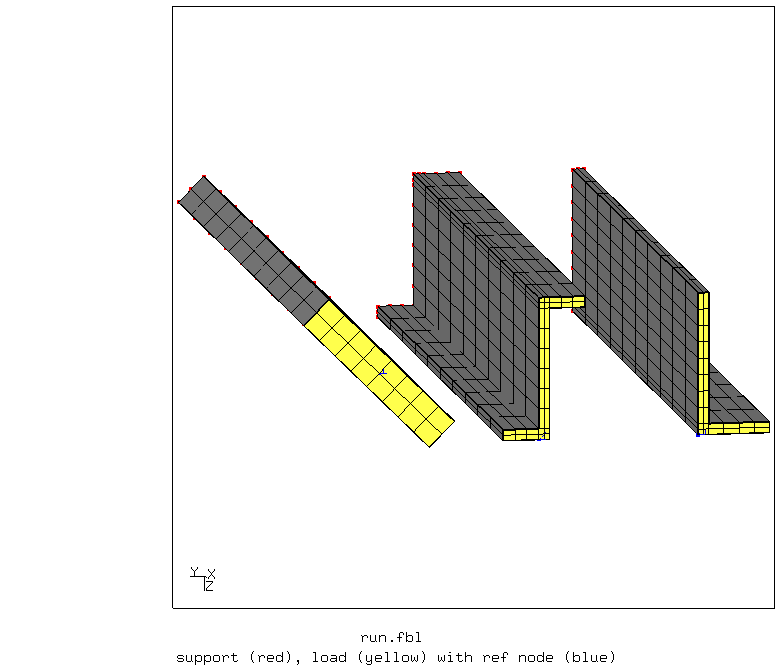 Y X
Z
run.fbl
support (red), load (yellow) with ref node (blue)